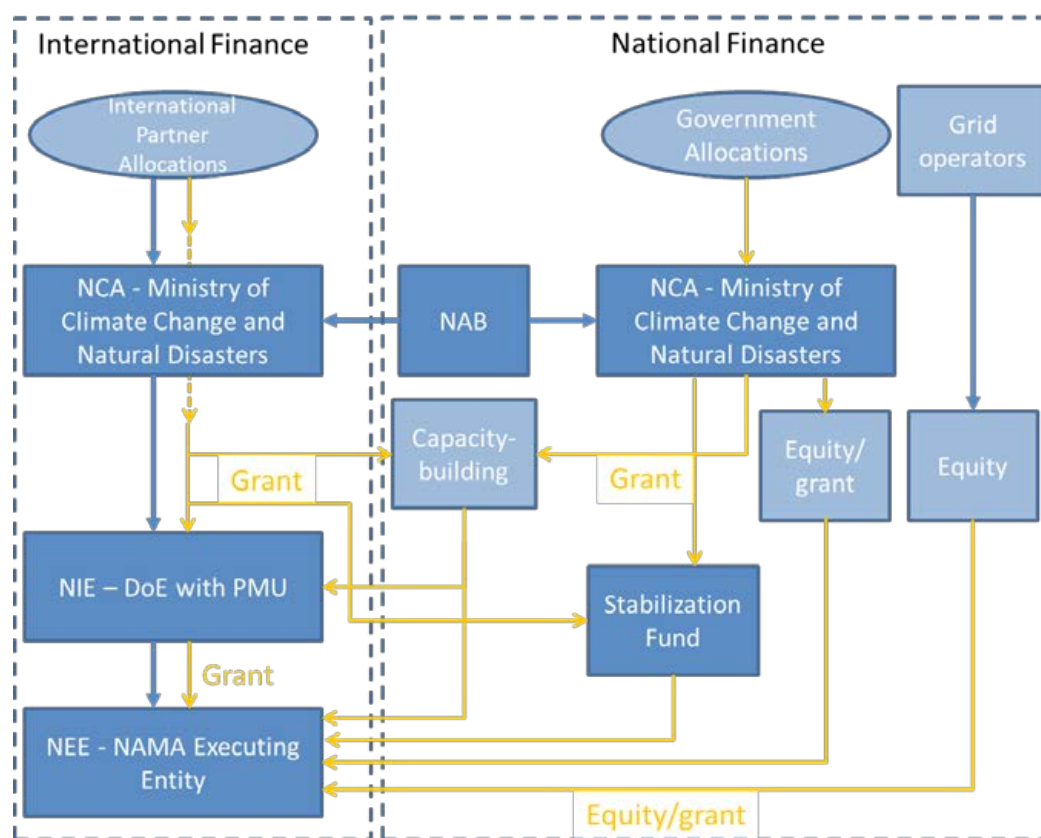 International Finance
National Finance
International
Partner
Allocations
Government
Allocations
Grid
operators
NCA - Ministry of
Climate Change and
Natural Disasters
NAB
NCA - Ministry of
Climate Change and
Natural Disasters
Capacity-
building
Equity/
grant
Equity
Grant
Grant
NIE – DoE with PMU
Stabilization
Fund
Grant
NEE - NAMA Executing
Entity
Equity/grant